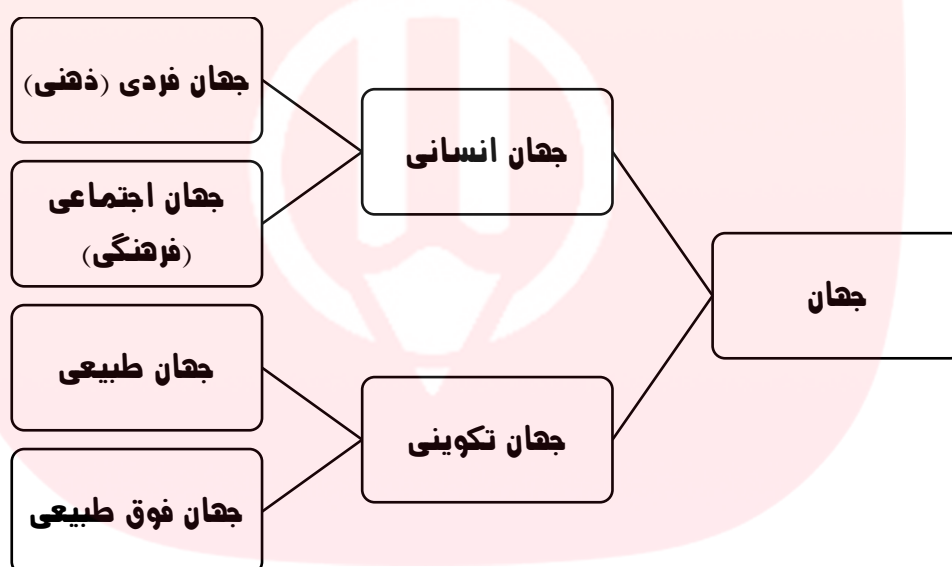 جهان
جهان انسانی
جهان فردی (ذهنی)
جهان اجتماعی
(فرهنگی)
جهان تکوینی
جهان طبیعی
جهان فوق طبیعی